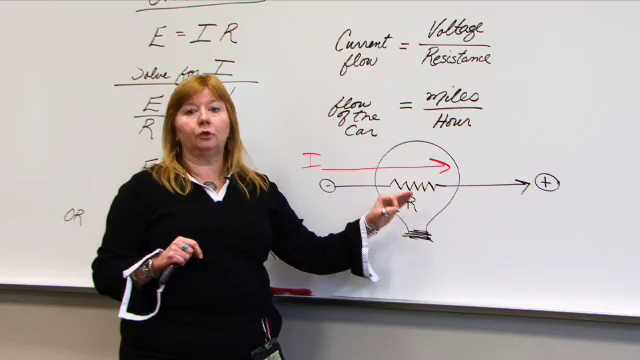 E = I R
Solve for I
E
R
E
OR
Current flow = Voltage / Resistance
flow of the Car = miles / Hour
I
-
+
R